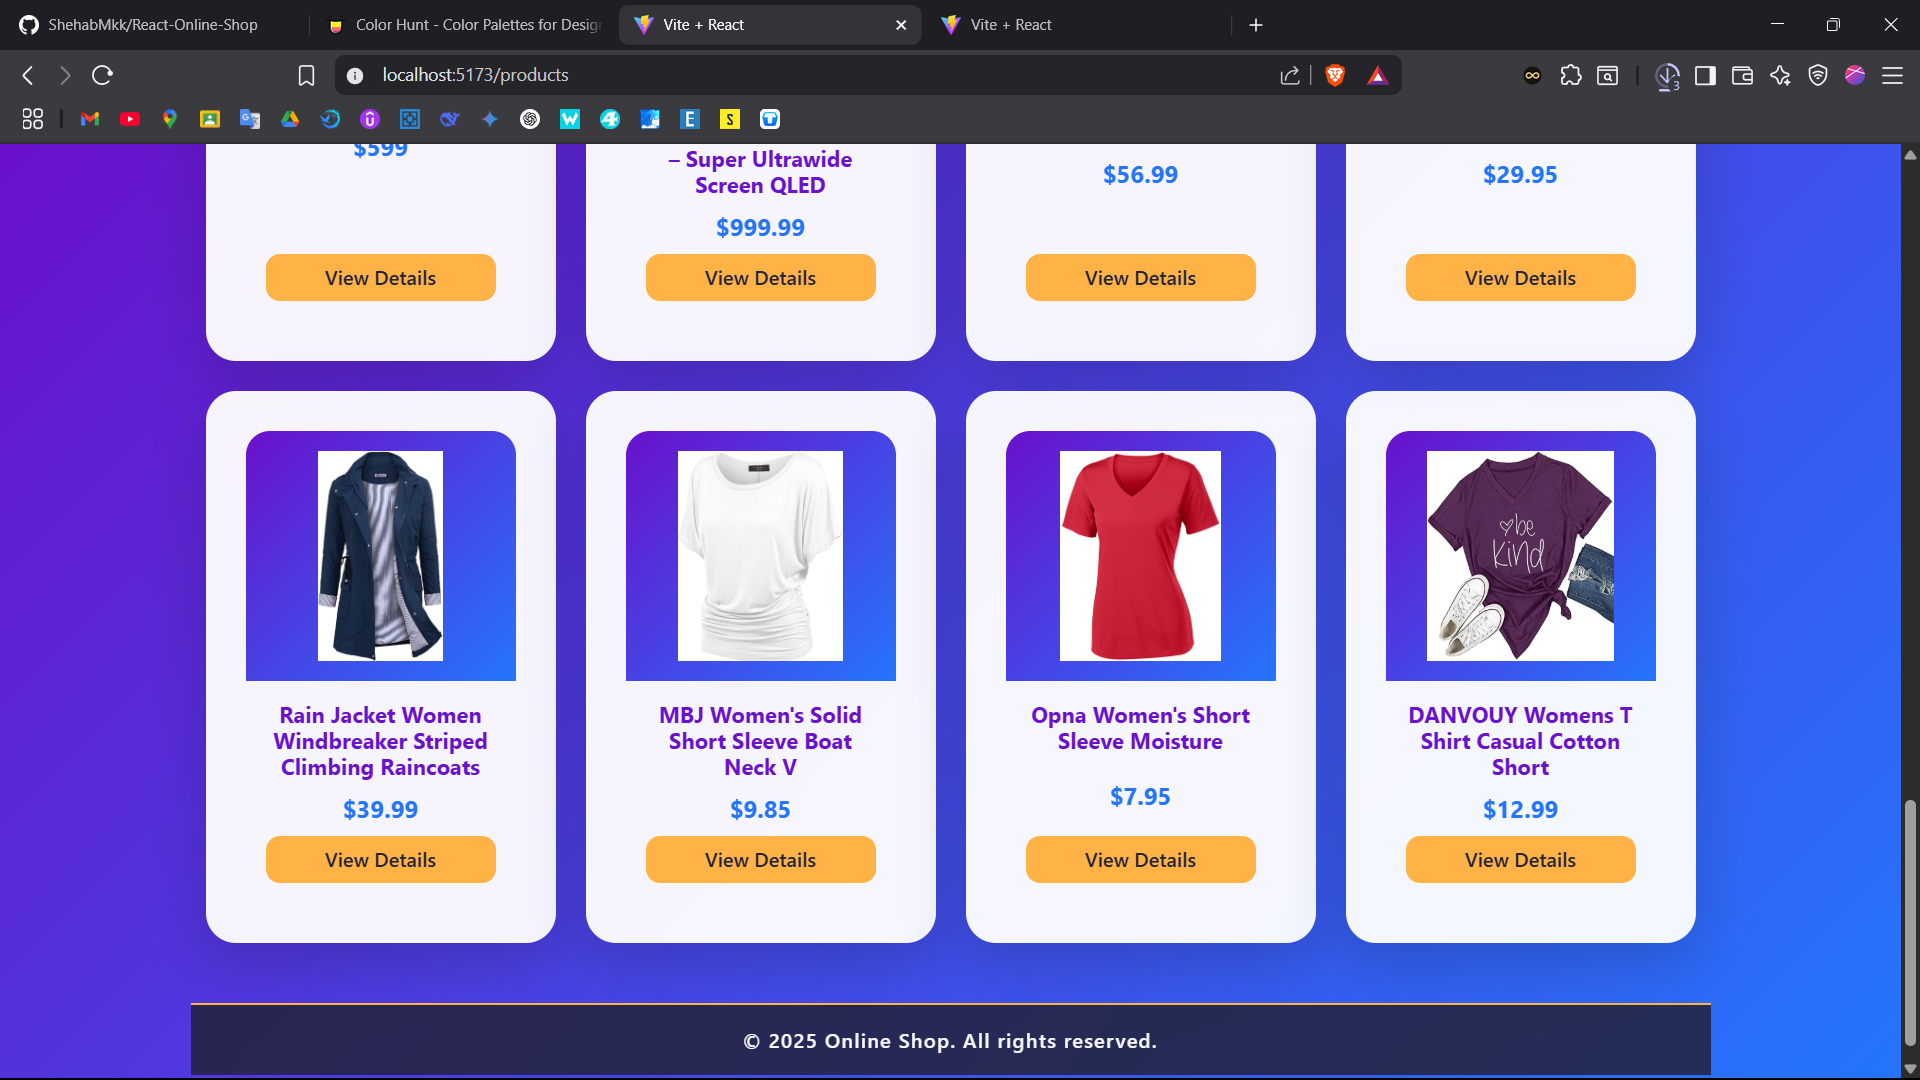 ShehabMkk/React-Online-Shop
Color Hunt - Color Palettes for Desig
Vite + React
Vite + React
localhost:5173/products
3
$599
– Super Ultrawide
Screen QLED
$999.99
$56.99
$29.95
View Details
View Details
View Details
View Details
be
kind
Rain Jacket Women
Windbreaker Striped
Climbing Raincoats
$39.99
View Details
MBJ Women's Solid
Short Sleeve Boat
Neck V
$9.85
View Details
Opna Women's Short
Sleeve Moisture
$7.95
View Details
DANVOUY Womens T
Shirt Casual Cotton
Short
$12.99
View Details
© 2025 Online Shop. All rights reserved.